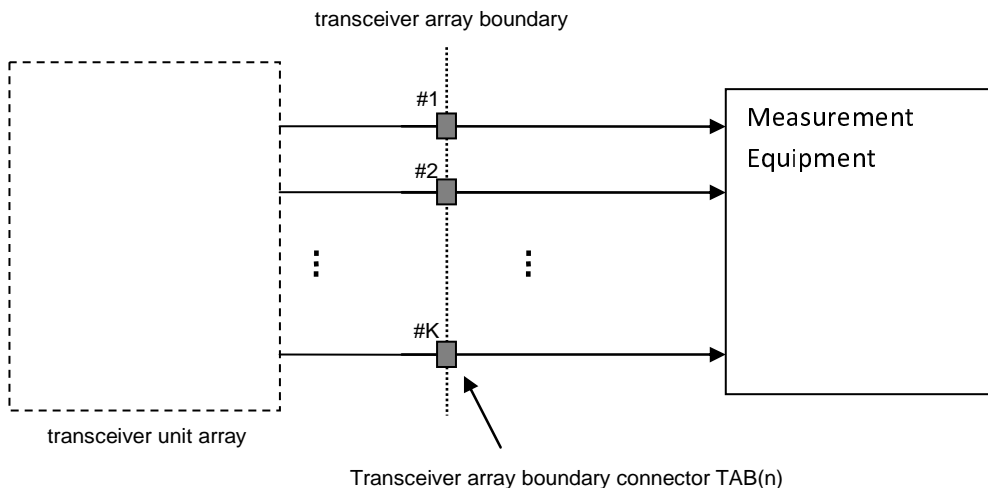 transceiver array boundary
#1
Measurement
Equipment
#2
#K
transceiver unit array
Transceiver array boundary connector TAB(n)